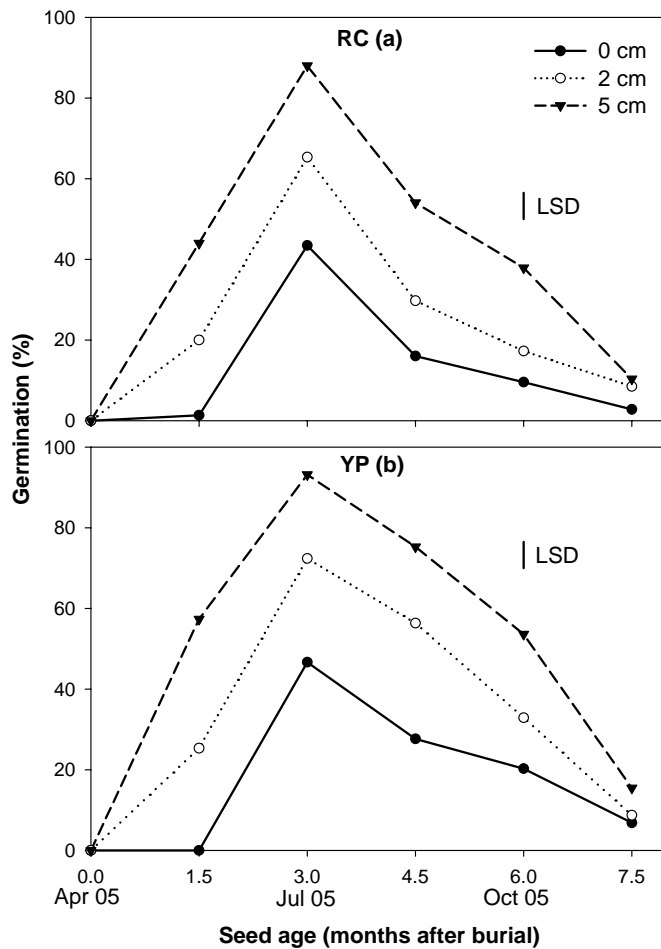 100
RC (a)
0 cm
2 cm
5 cm
80
60
LSD
40
20
0
Germination (%)
100
YP (b)
80
LSD
60
40
20
0
0.0 1.5 3.0 4.5 6.0 7.5
Apr 05 Jul 05 Oct 05
Seed age (months after burial)